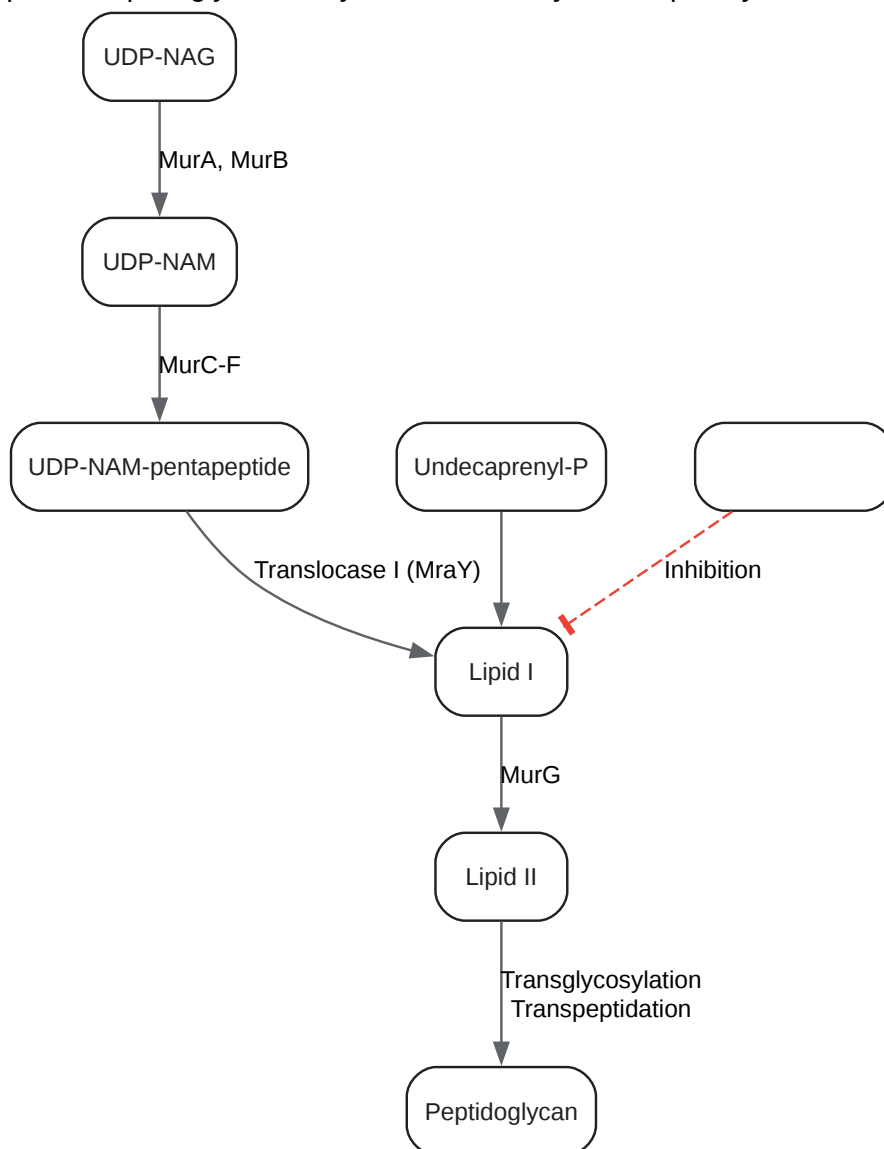 UDP-NAG
MurA, MurB
UDP-NAM
MurC-F
UDP-NAM-pentapeptide
Undecaprenyl-P
Translocase I (MraY)
Inhibition
Lipid I
MurG
Lipid II
Transglycosylation
Transpeptidation
Peptidoglycan